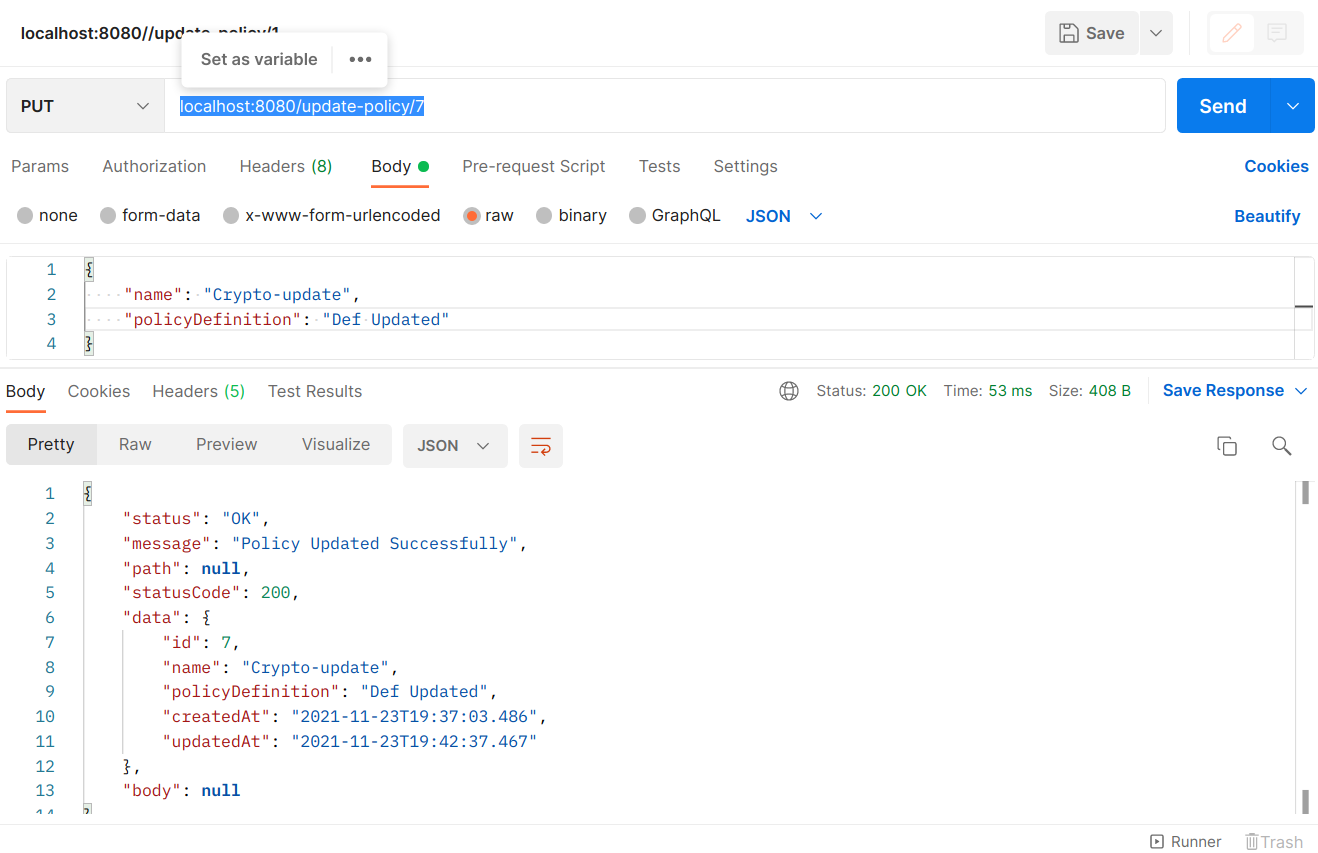 localhost:8080//update-policy/1
Save
Set as variable
PUT
localhost:8080/update-policy/7
Send
Params Authorization Headers (8) Body Pre-request Script Tests Settings Cookies
none form-data x-www-form-urlencoded raw binary GraphQL JSON Beautify
1 {
2 "name": "Crypto-update",
3 "policyDefinition": "Def Updated"
4 }
Body Cookies Headers (5) Test Results Status: 200 OK Time: 53 ms Size: 408 B Save Response
Pretty Raw Preview Visualize JSON
1 {
2 "status": "OK",
3 "message": "Policy Updated Successfully",
4 "path": null,
5 "statusCode": 200,
6 "data": {
7 "id": 7,
8 "name": "Crypto-update",
9 "policyDefinition": "Def Updated",
10 "createdAt": "2021-11-23T19:37:03.486",
11 "updatedAt": "2021-11-23T19:42:37.467"
12 },
13 "body": null
14 }
Runner Trash